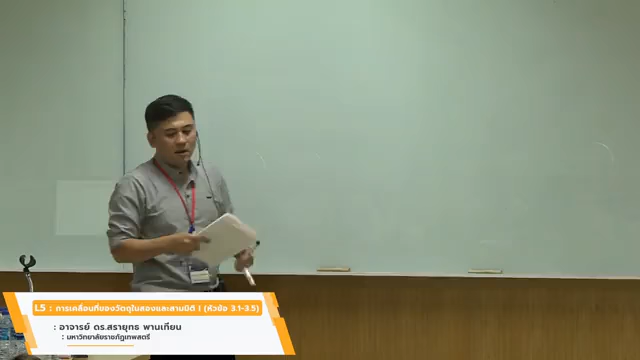 L5 : การเคลื่อนที่ของวัตถุในสองและสามมิติ I (หัวข้อ 3.1-3.5)
: อาจารย์ ดร.สรายุทธ พานเทียน
: มหาวิทยาลัยราชภัฏเทพสตรี